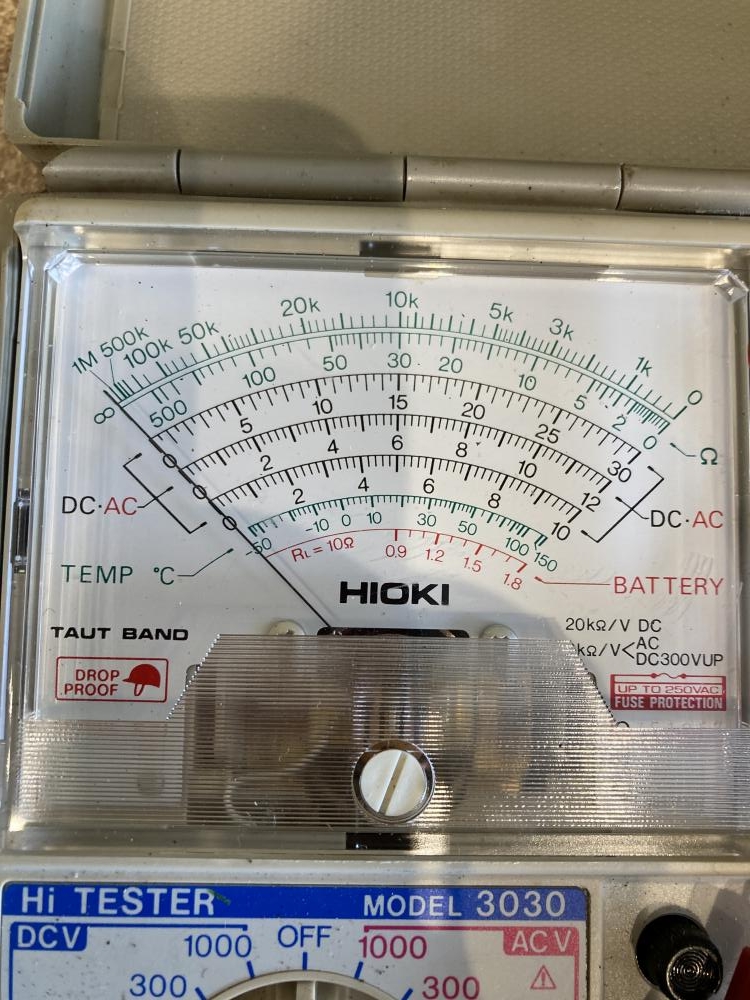 1M 500k 100k 50k 20k 10k 5k 3k 1k 0
∞ 500 100 50 30 20 10 5 2 0 Ω
0 5 10 15 20 25 30
0 2 4 6 8 10 12
0 2 4 6 8 10
DC·AC
DC·AC
-50 -10 0 10 30 50 100 150
TEMP °C
RL=10Ω 0.9 1.2 1.5 1.8
BATTERY
HIOKI
TAUT BAND
DROP
PROOF
20kΩ/V DC
kΩ/V<AC
DC300VUP
UP TO 250VAC
FUSE PROTECTION
Hi TESTER
MODEL 3030
DCV 1000 OFF 1000 ACV
300 300